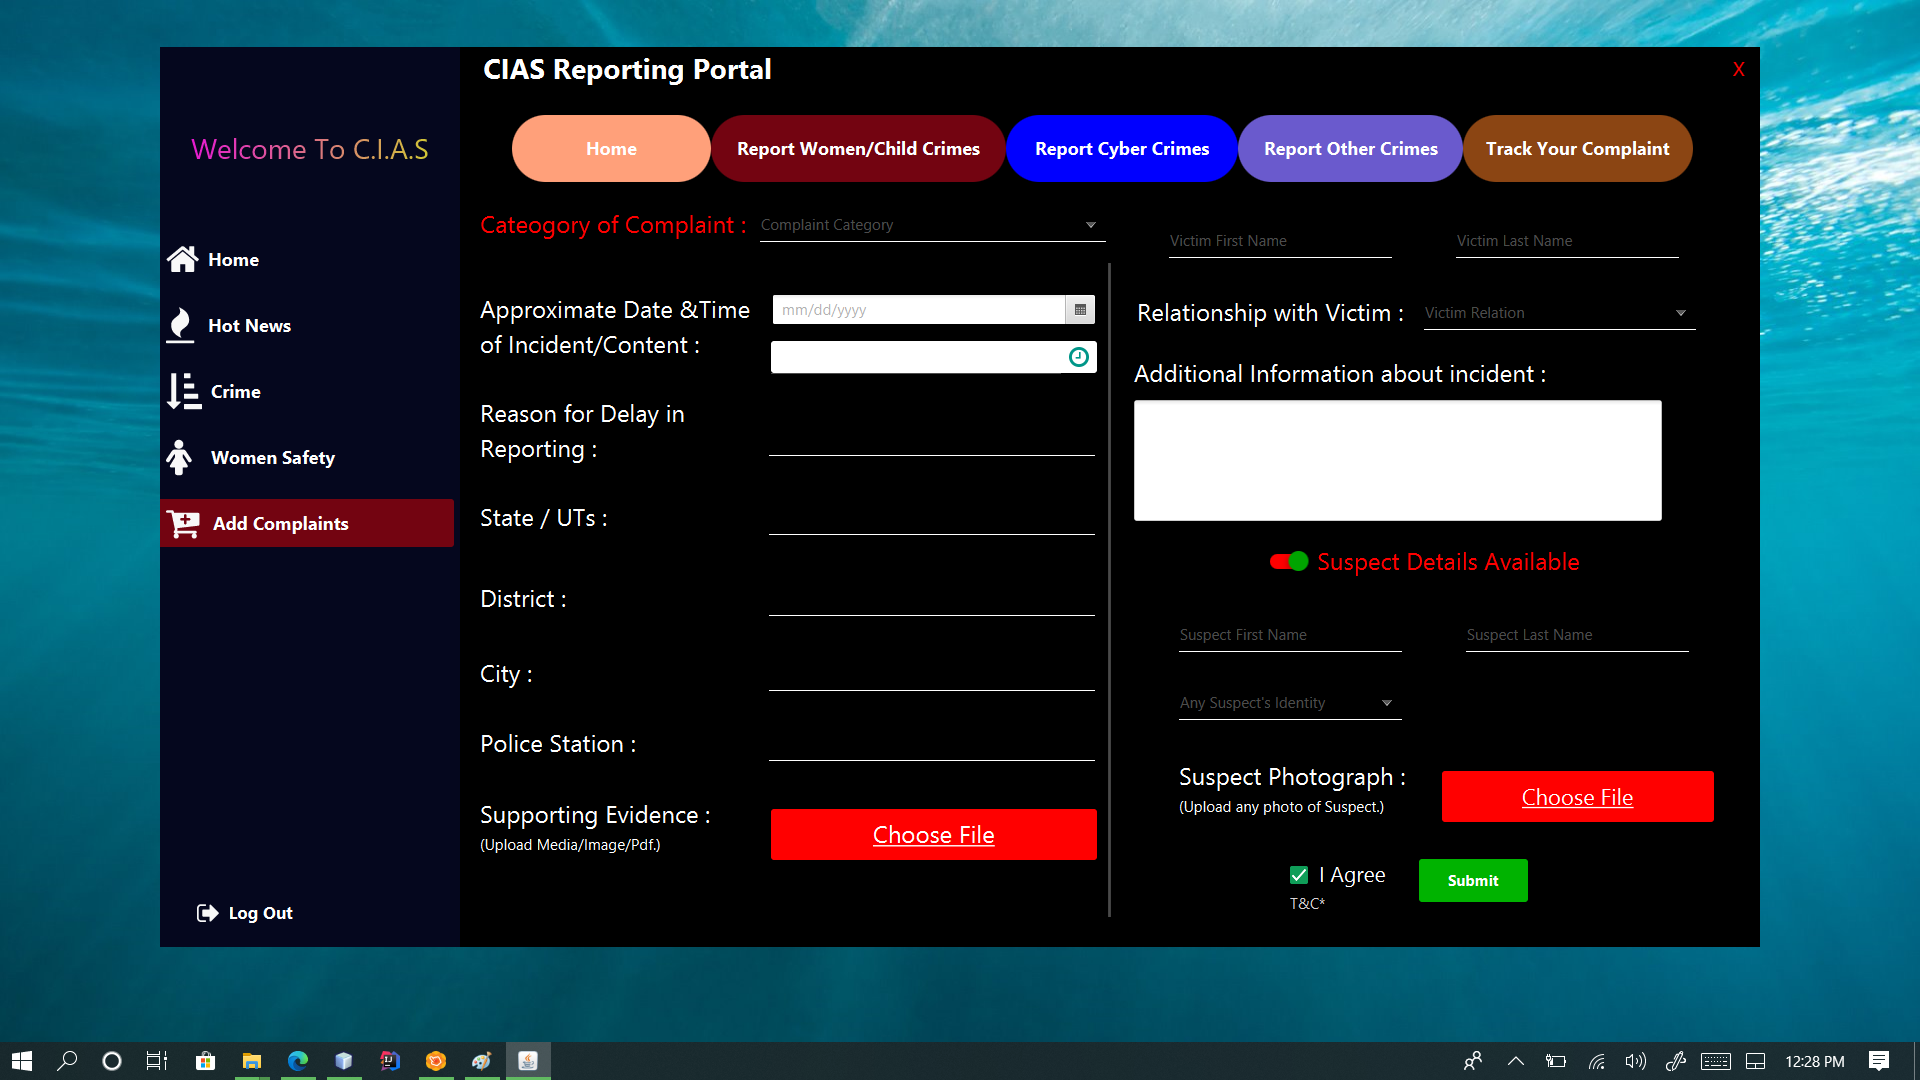 CIAS Reporting Portal
X
Welcome To C.I.A.S
Home
Hot News
Crime
Women Safety
Add Complaints
Log Out
Home
Report Women/Child Crimes
Report Cyber Crimes
Report Other Crimes
Track Your Complaint
Cateogory of Complaint :
Complaint Category
Approximate Date &Time
of Incident/Content :
mm/dd/yyyy
Reason for Delay in
Reporting :
State / UTs :
District :
City :
Police Station :
Supporting Evidence :
(Upload Media/Image/Pdf.)
Choose File
Victim First Name
Victim Last Name
Relationship with Victim :
Victim Relation
Additional Information about incident :
Suspect Details Available
Suspect First Name
Suspect Last Name
Any Suspect's Identity
Suspect Photograph :
(Upload any photo of Suspect.)
Choose File
I Agree
T&C*
Submit
12:28 PM